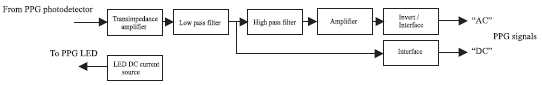 From PPG photodetector
Transimpedance
amplifier
Low pass filter
High pass filter
Amplifier
Invert /
Interface
"AC"
PPG signals
Interface
"DC"
To PPG LED
LED DC current
source